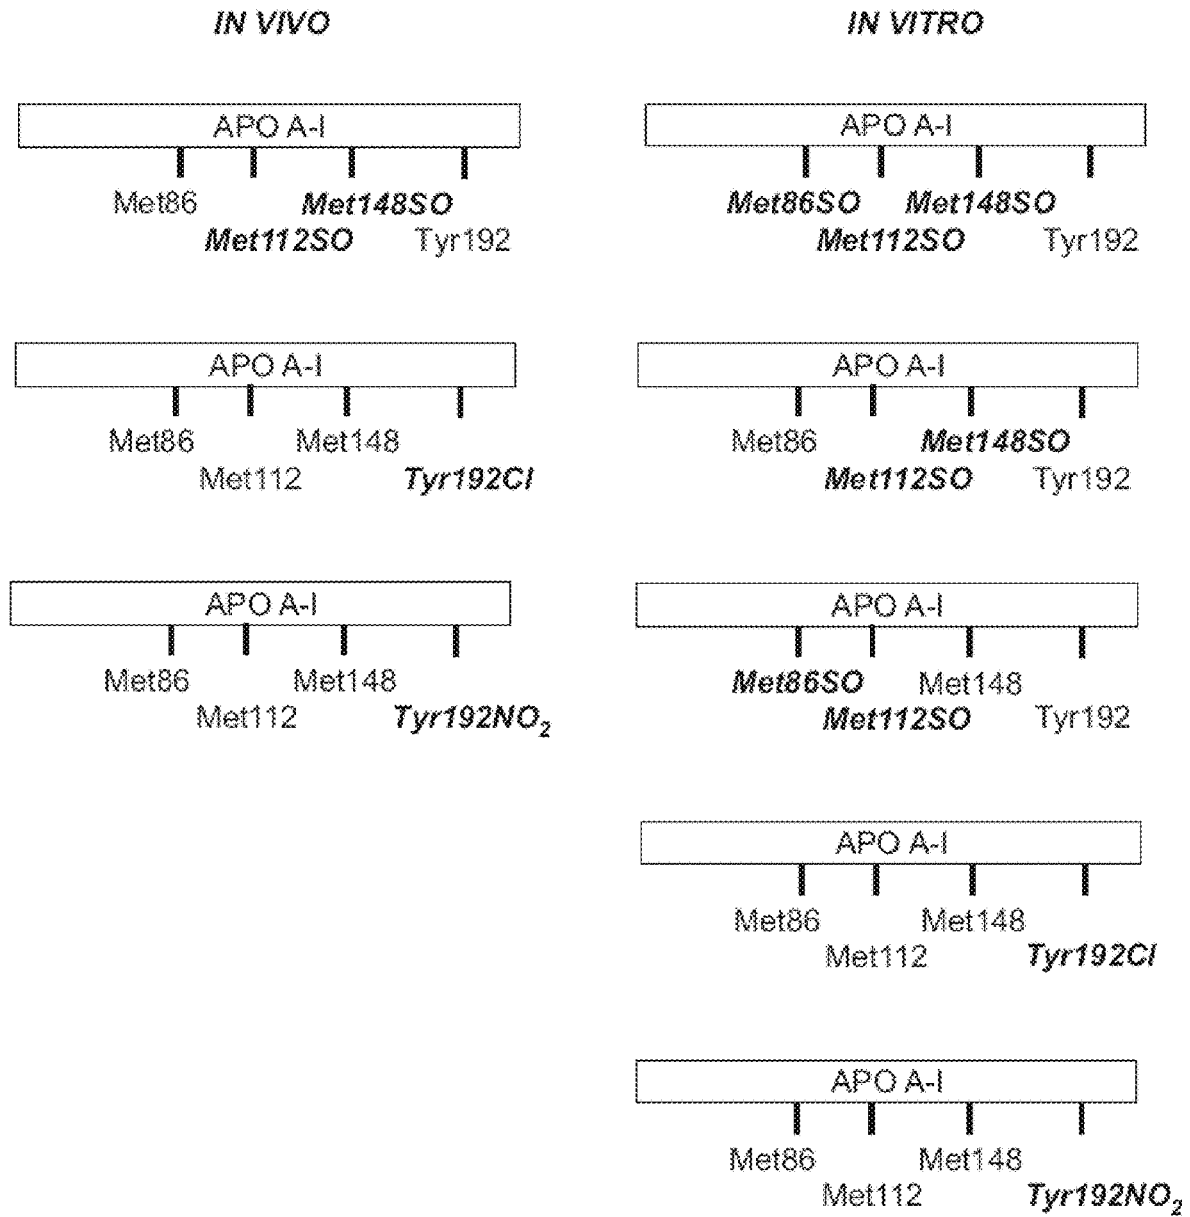 IN VIVO
APO A-I
Met86 Met148SO
Met112SO Tyr192
APO A-I
Met86 Met148
Met112 Tyr192Cl
APO A-I
Met86 Met148
Met112 Tyr192NO₂
IN VITRO
APO A-I
Met86SO Met148SO
Met112SO Tyr192
APO A-I
Met86 Met148SO
Met112SO Tyr192
APO A-I
Met86SO Met148
Met112SO Tyr192
APO A-I
Met86 Met148
Met112 Tyr192Cl
APO A-I
Met86 Met148
Met112 Tyr192NO₂